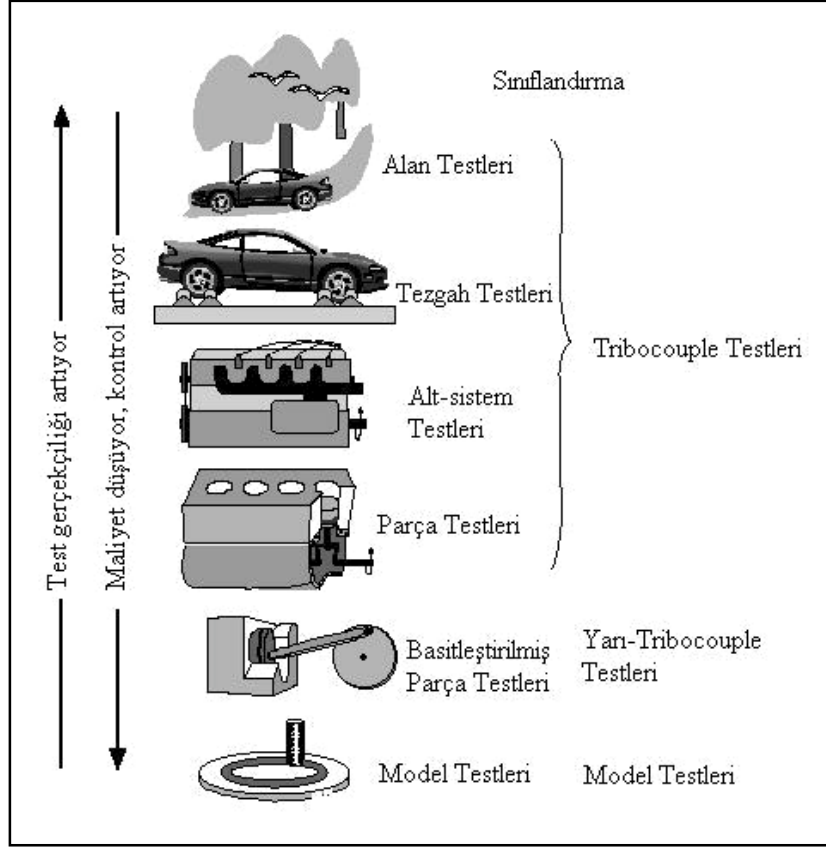 Sınıflandırma
Alan Testleri
Tezgah Testleri
Tribocouple Testleri
Alt-sistem
Testleri
Parça Testleri
Basitleştirilmiş
Parça Testleri
Yarı-Tribocouple
Testleri
Model Testleri
Model Testleri
Test gerçekçiliği artıyor
Maliyet düşüyor, kontrol artıyor